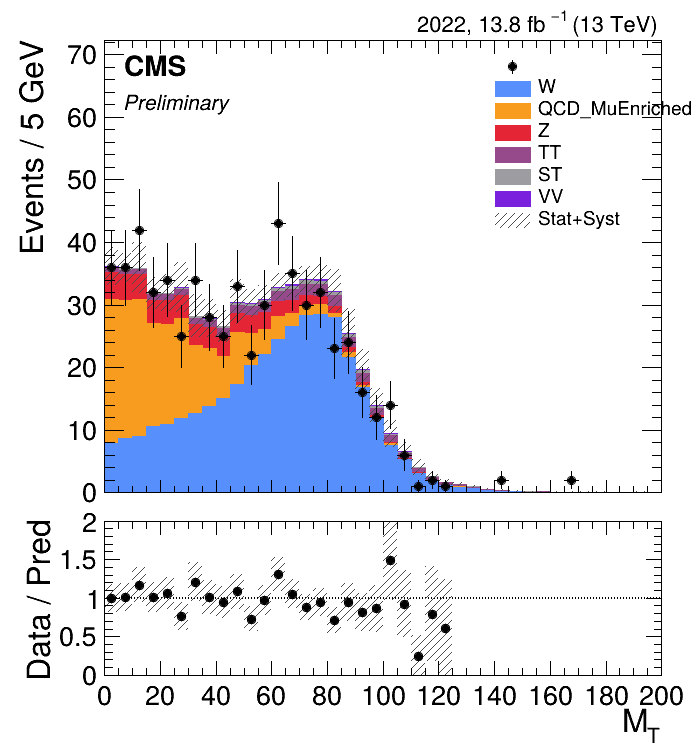 2022, 13.8 fb⁻¹ (13 TeV)
CMS
Preliminary
W
QCD_MuEnriched
Z
TT
ST
VV
Stat+Syst
Events / 5 GeV
70
60
50
40
30
20
10
0
Data / Pred
2
1.5
1
0.5
0
0 20 40 60 80 100 120 140 160 180 200
M_T